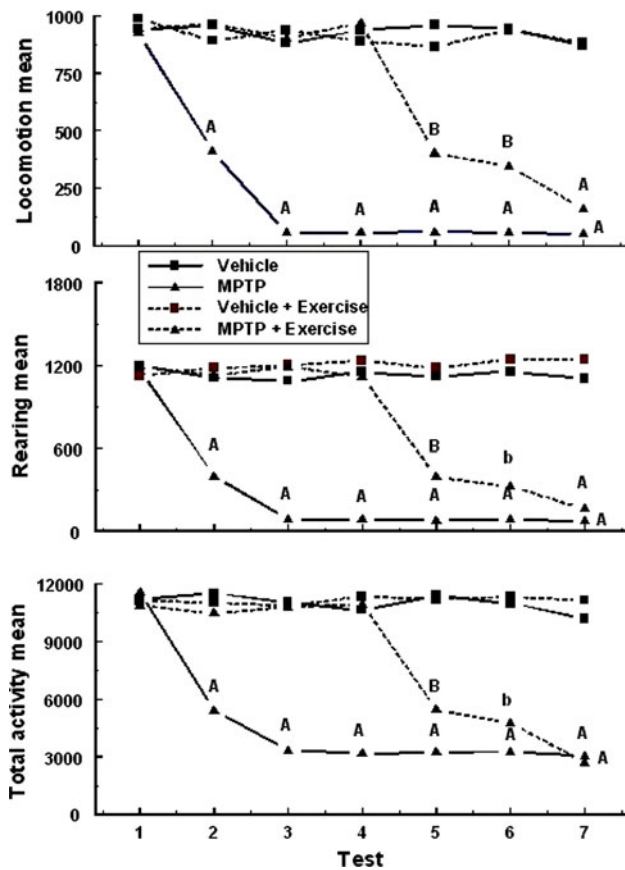 Locomotion mean
1000
750
500
250
0
A
B
B
A
A
A
A
A
A
Vehicle
MPTP
Vehicle + Exercise
MPTP + Exercise
Rearing mean
1800
1200
600
0
A
B
b
A
A
A
A
A
A
Total activity mean
12000
9000
6000
3000
0
A
B
b
A
A
A
A
A
A
1 2 3 4 5 6 7
Test